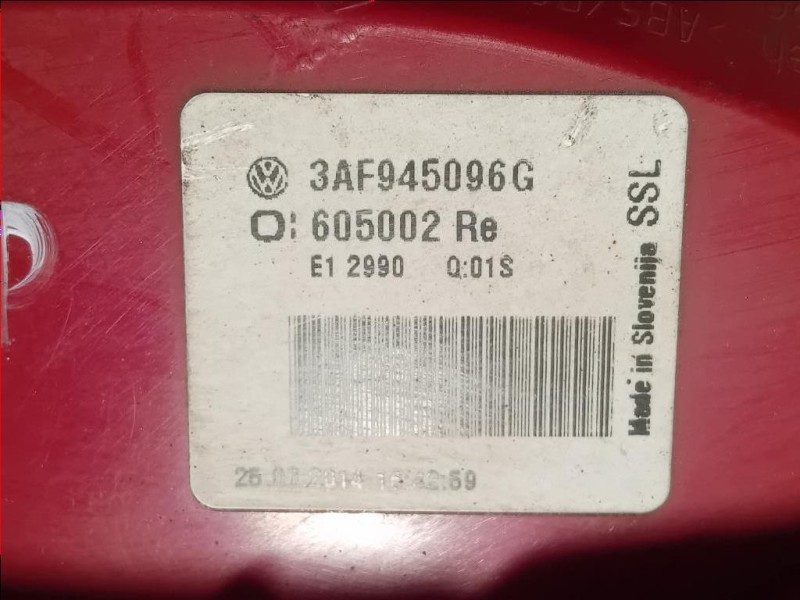 3AF945096G
605002 Re
E1 2990 Q:01S
Made in Slovenija SSL